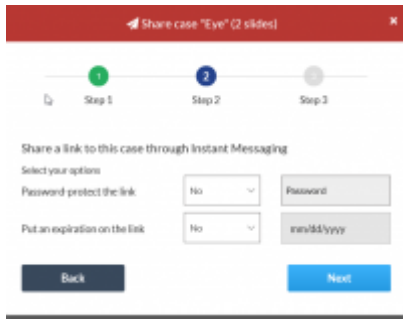 Share case "Eye" (2 slides) ×
1 2 3
Step 1 Step 2 Step 3
Share a link to this case through Instant Messaging
Select your options
Password protect the link No Password
Put an expiration on the link No mm/dd/yyyy
Back Next